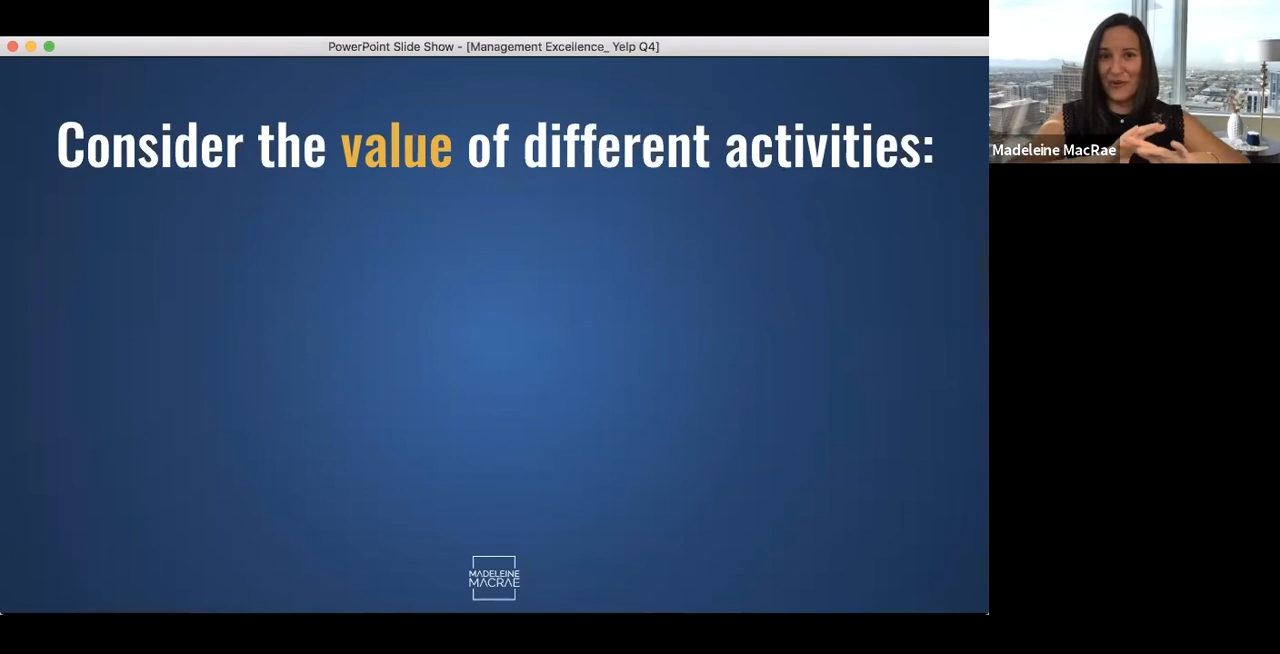 PowerPoint Slide Show - [Management Excellence_ Yelp Q4]
Consider the value of different activities:
Madeleine MacRae
MADELEINE
MACRAE